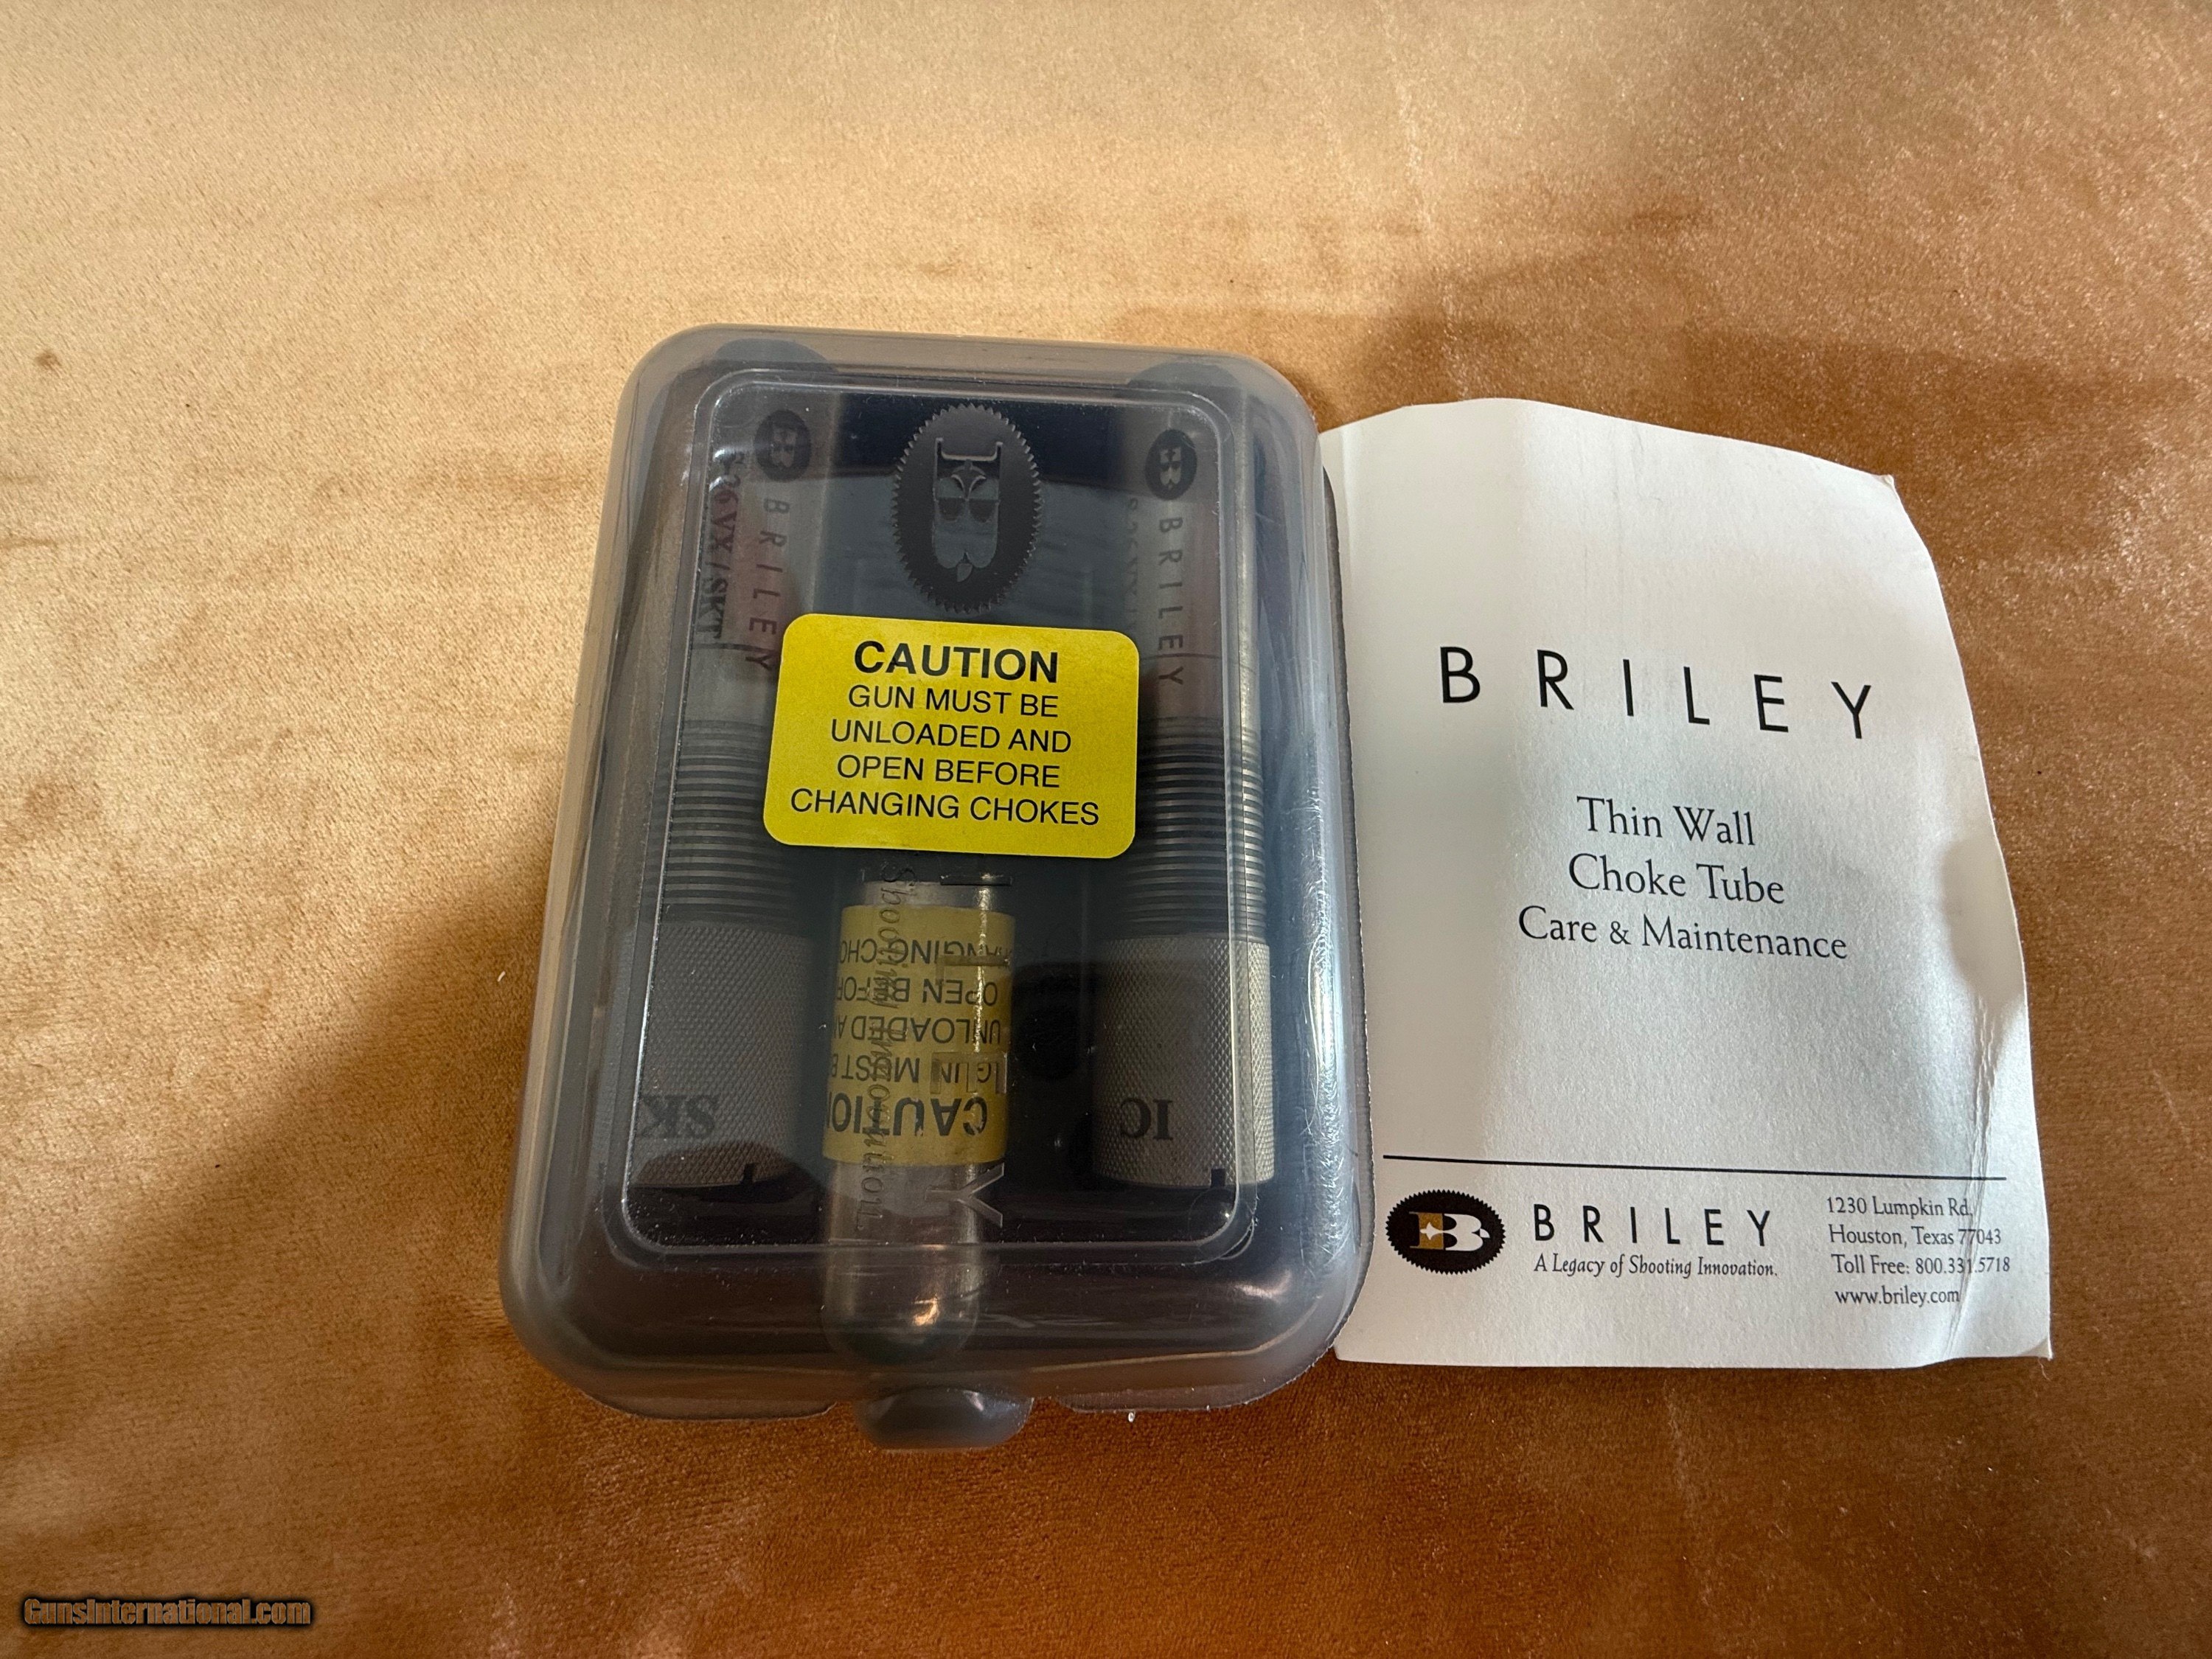 BRILEY
BRILEY
CAUTION
GUN MUST BE
UNLOADED AND
OPEN BEFORE
CHANGING CHOKES
SK
IC
BRILEY
Thin Wall
Choke Tube
Care & Maintenance
BRILEY
A Legacy of Shooting Innovation.
1230 Lumpkin Rd.
Houston, Texas 77043
Toll Free: 800.331.5718
www.briley.com
GunsInternational.com